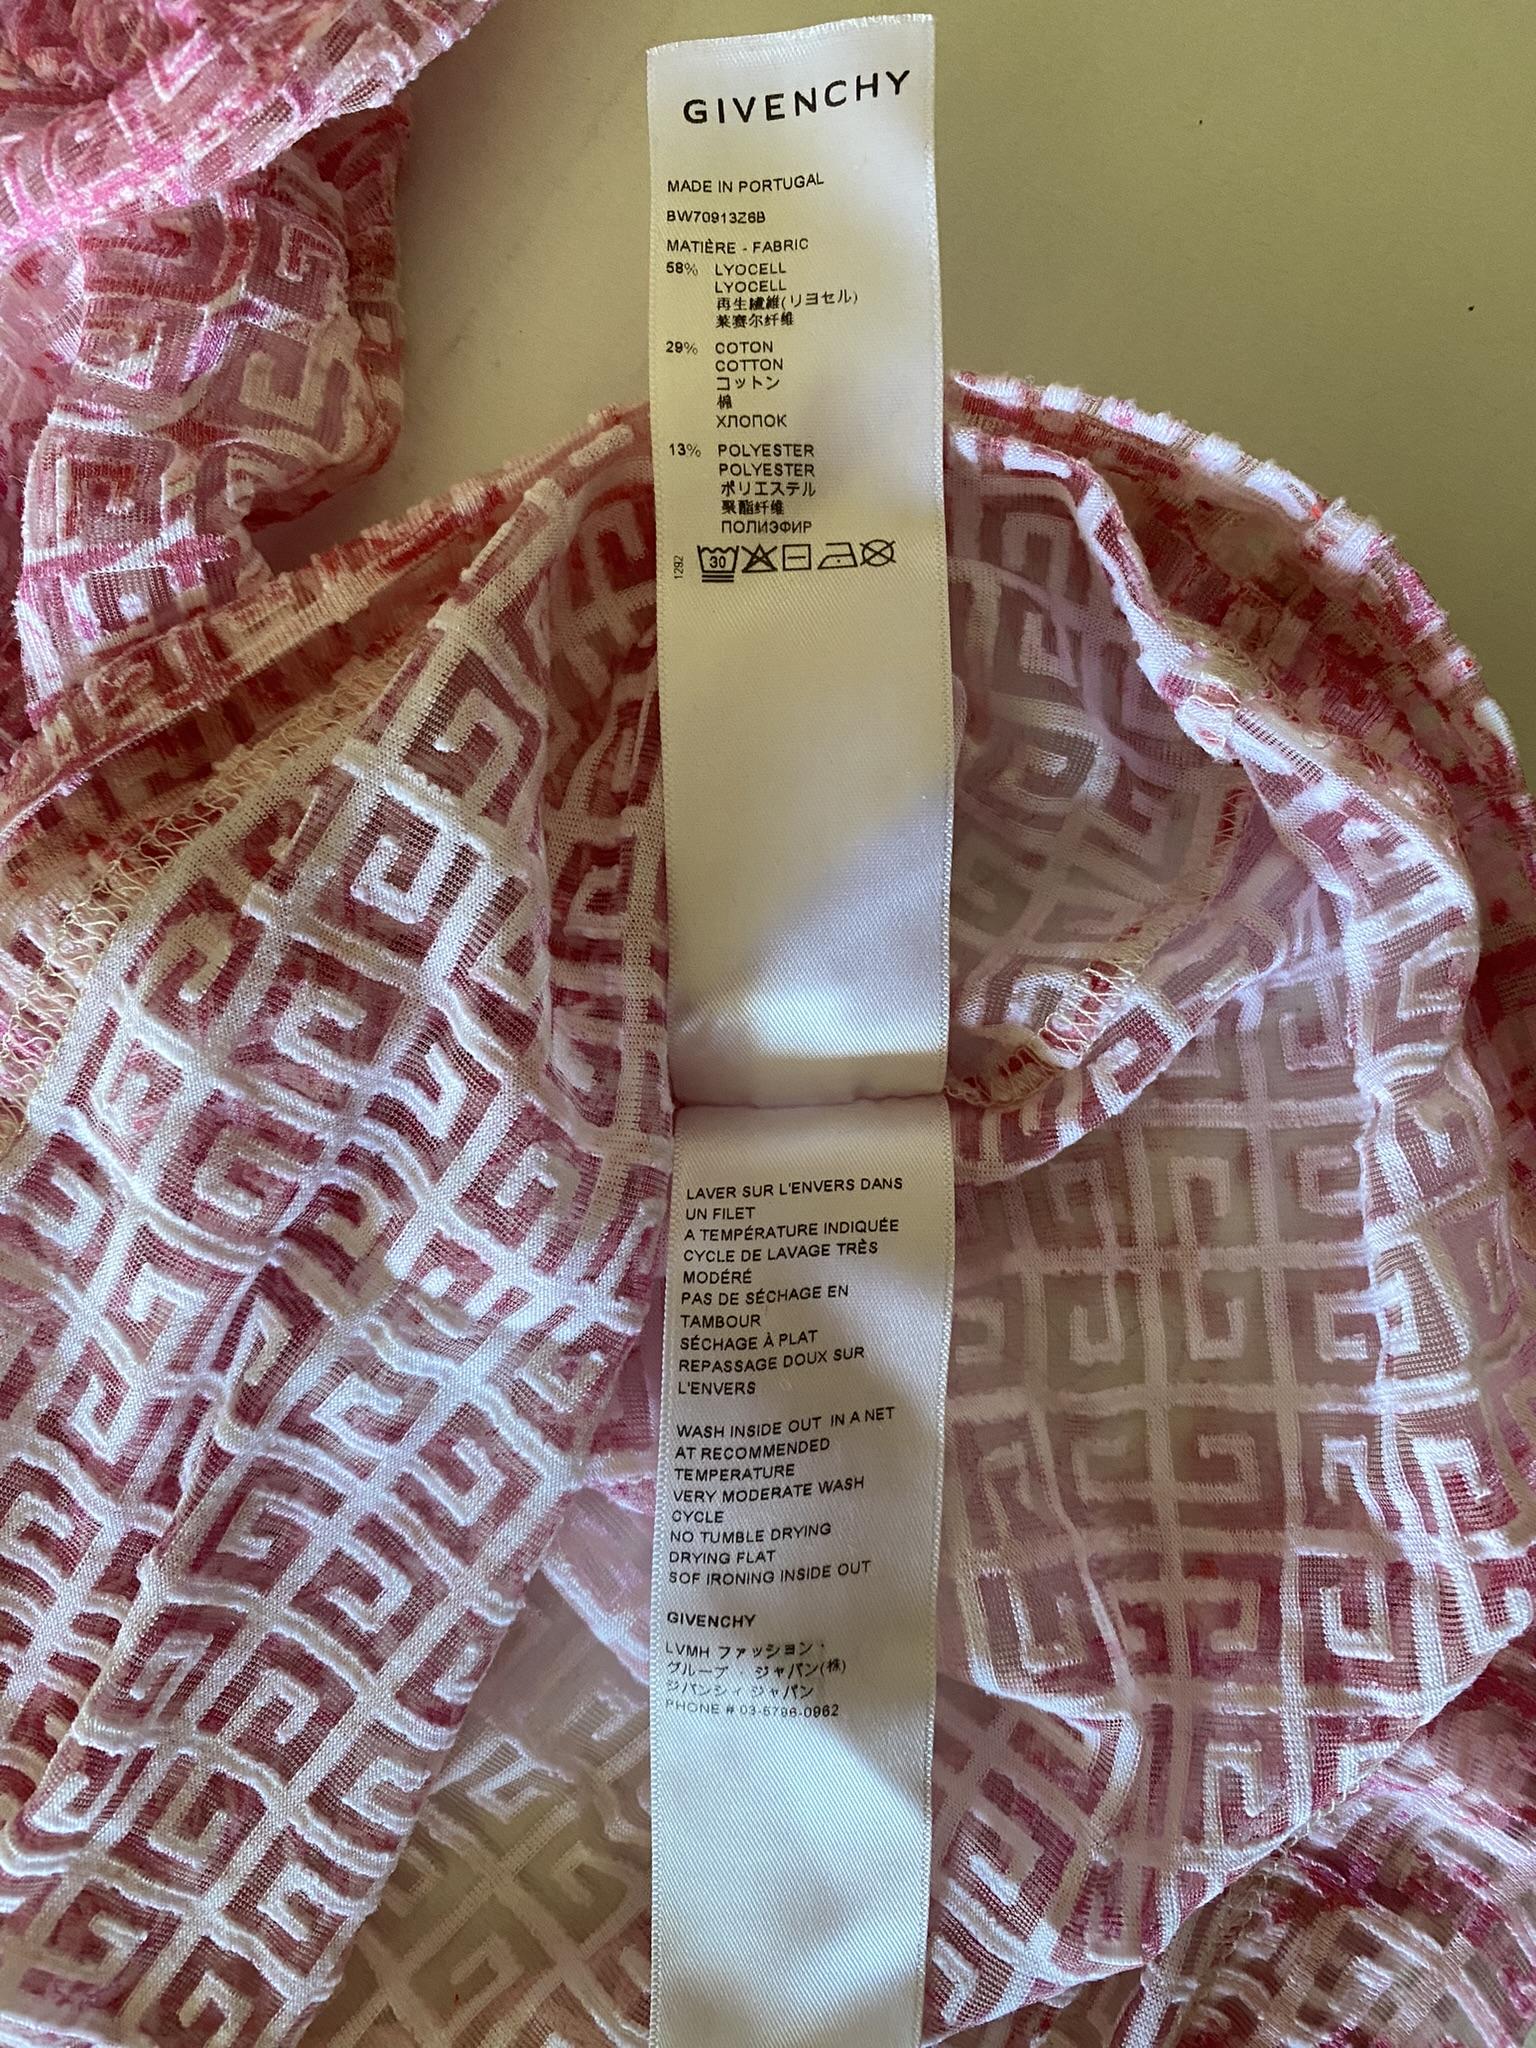 GIVENCHY
MADE IN PORTUGAL
BW70913Z6B
MATIÈRE - FABRIC
58% LYOCELL
LYOCELL
再生繊維(リヨセル)
莱赛尔纤维
29% COTON
COTTON
コットン
棉
ХЛОПОК
13% POLYESTER
POLYESTER
ポリエステル
聚酯纤维
ПОЛИЭФИР
1292
30
LAVER SUR L'ENVERS DANS
UN FILET
A TEMPÉRATURE INDIQUÉE
CYCLE DE LAVAGE TRÈS
MODÉRÉ
PAS DE SÉCHAGE EN
TAMBOUR
SÉCHAGE À PLAT
REPASSAGE DOUX SUR
L'ENVERS
WASH INSIDE OUT IN A NET
AT RECOMMENDED
TEMPERATURE
VERY MODERATE WASH
CYCLE
NO TUMBLE DRYING
DRYING FLAT
SOF IRONING INSIDE OUT
GIVENCHY
LVMH ファッション・
グループ・ジャパン(株)
ジバンシィ ジャパン
PHONE # 03-5796-0962